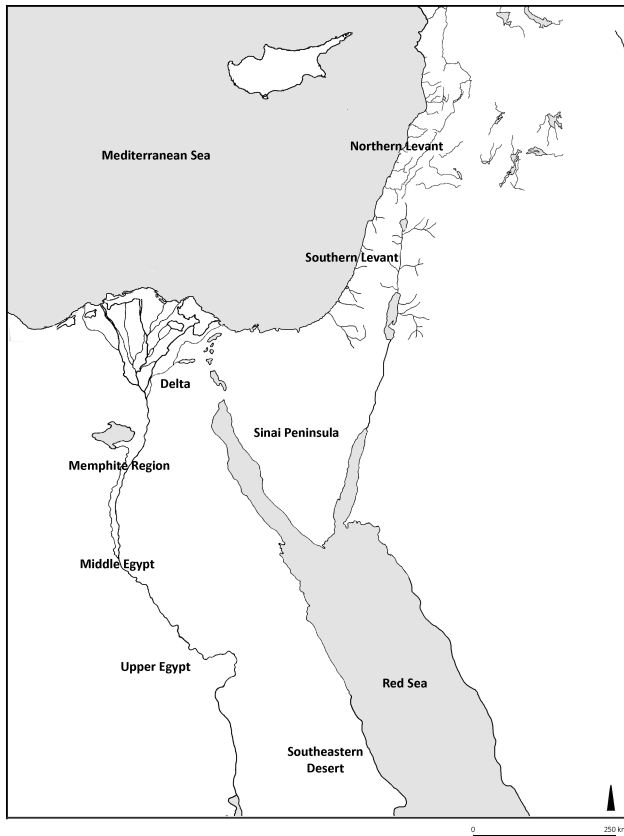 Mediterranean Sea
Northern Levant
Southern Levant
Delta
Sinai Peninsula
Memphite Region
Middle Egypt
Upper Egypt
Red Sea
Southeastern
Desert
0
250 km